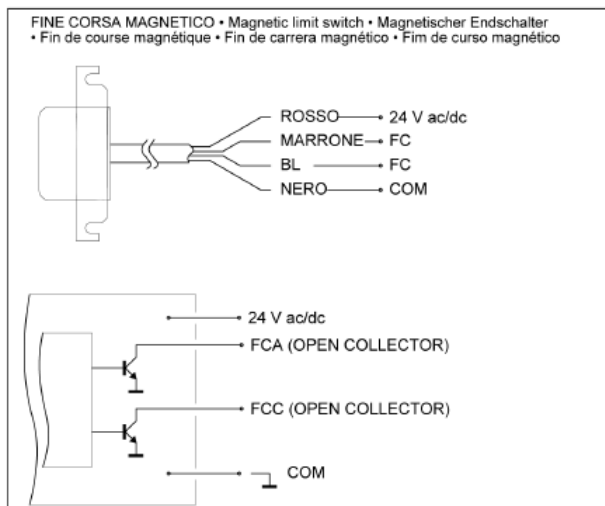 FINE CORSA MAGNETICO • Magnetic limit switch • Magnetischer Endschalter
• Fin de course magnétique • Fin de carrera magnético • Fim de curso magnético
ROSSO 24 V ac/dc
MARRONE FC
BL FC
NERO COM
24 V ac/dc
FCA (OPEN COLLECTOR)
FCC (OPEN COLLECTOR)
COM